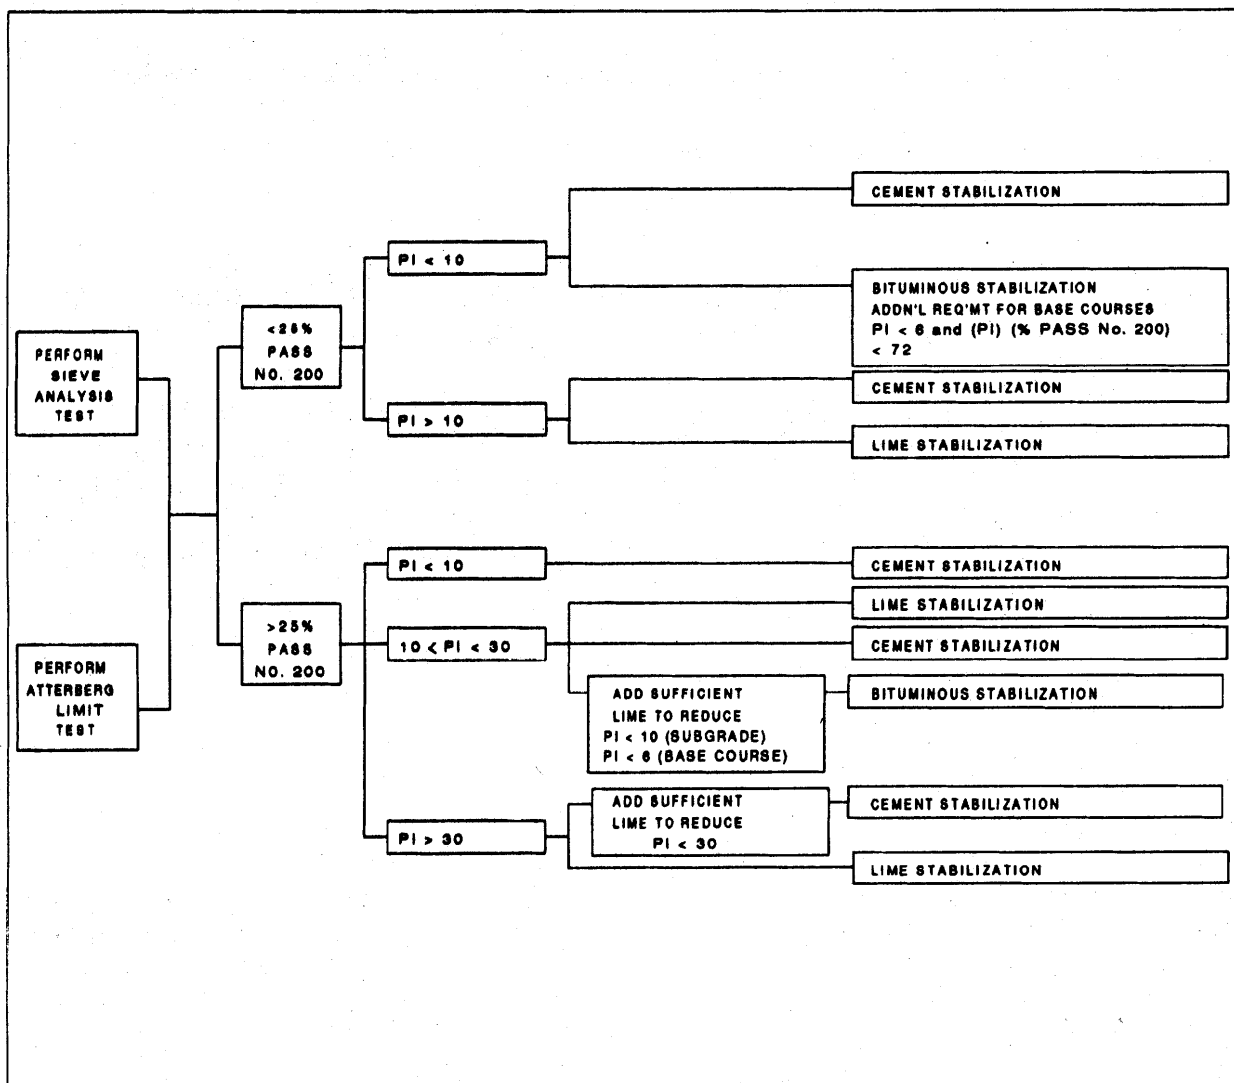 PERFORM
SIEVE
ANALYSIS
TEST
PERFORM
ATTERBERG
LIMIT
TEST
<25%
PASS
NO. 200
>25%
PASS
NO. 200
PI < 10
PI > 10
PI < 10
10 < PI < 30
PI > 30
ADD SUFFICIENT
LIME TO REDUCE
PI < 10 (SUBGRADE)
PI < 6 (BASE COURSE)
ADD SUFFICIENT
LIME TO REDUCE
PI < 30
CEMENT STABILIZATION
BITUMINOUS STABILIZATION
ADDN'L REQ'MT FOR BASE COURSES
PI < 6 and (PI) (% PASS No. 200)
< 72
CEMENT STABILIZATION
LIME STABILIZATION
CEMENT STABILIZATION
LIME STABILIZATION
CEMENT STABILIZATION
BITUMINOUS STABILIZATION
CEMENT STABILIZATION
LIME STABILIZATION